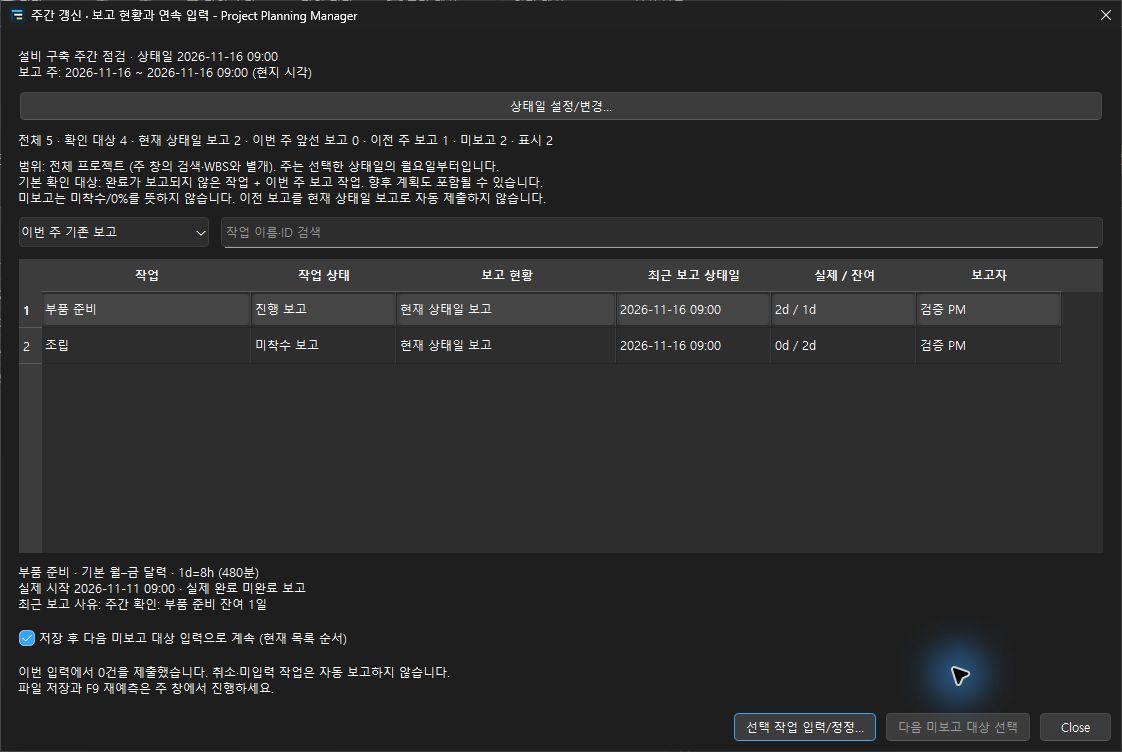 주간 갱신 · 보고 현황과 연속 입력 - Project Planning Manager
설비 구축 주간 점검 · 상태일 2026-11-16 09:00
보고 주: 2026-11-16 ~ 2026-11-16 09:00 (현지 시각)
상태일 설정/변경...
전체 5 · 확인 대상 4 · 현재 상태일 보고 2 · 이번 주 앞선 보고 0 · 이전 주 보고 1 · 미보고 2 · 표시 2
범위: 전체 프로젝트 (주 창의 검색·WBS와 별개). 주는 선택한 상태일의 월요일부터입니다.
기본 확인 대상: 완료가 보고되지 않은 작업 + 이번 주 보고 작업. 향후 계획도 포함될 수 있습니다.
미보고는 미착수/0%를 뜻하지 않습니다. 이전 보고를 현재 상태일 보고로 자동 제출하지 않습니다.
이번 주 기존 보고 작업 이름·ID 검색
작업 작업 상태 보고 현황 최근 보고 상태일 실제 / 잔여 보고자
1 부품 준비 진행 보고 현재 상태일 보고 2026-11-16 09:00 2d / 1d 검증 PM
2 조립 미착수 보고 현재 상태일 보고 2026-11-16 09:00 0d / 2d 검증 PM
부품 준비 · 기본 월–금 달력 · 1d=8h (480분)
실제 시작 2026-11-11 09:00 · 실제 완료 미완료 보고
최근 보고 사유: 주간 확인: 부품 준비 잔여 1일
저장 후 다음 미보고 대상 입력으로 계속 (현재 목록 순서)
이번 입력에서 0건을 제출했습니다. 취소·미입력 작업은 자동 보고하지 않습니다.
파일 저장과 F9 재예측은 주 창에서 진행하세요.
선택 작업 입력/정정... 다음 미보고 대상 선택 Close